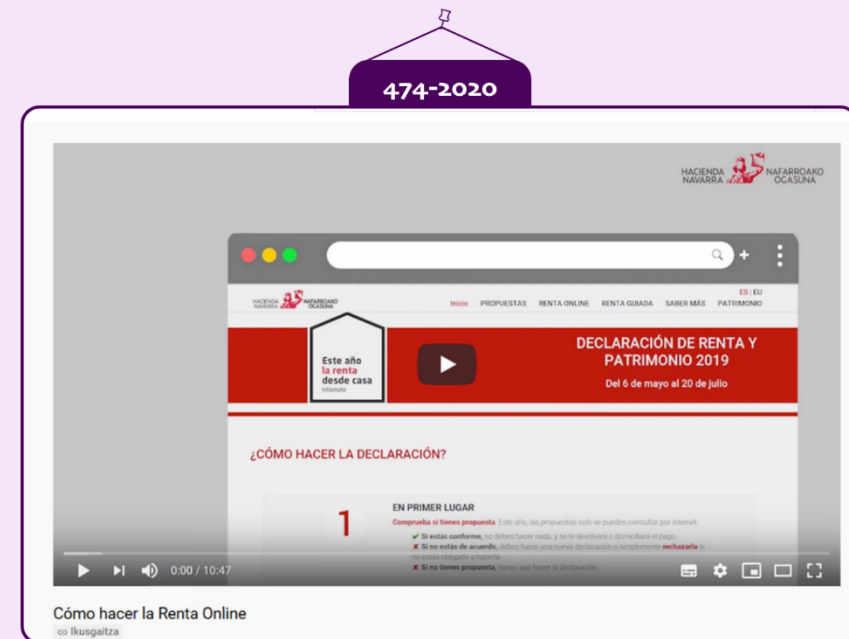 474-2020
HACIENDA NAVARRA NAFARROAKO OGASUNA
HACIENDA NAVARRA NAFARROAKO OGASUNA
ES | EU
Inicio PROPUESTAS RENTA ONLINE RENTA GUIADA SABER MÁS PATRIMONIO
Este año
la renta
desde casa
infórmate
DECLARACIÓN DE RENTA Y
PATRIMONIO 2019
Del 6 de mayo al 20 de julio
¿CÓMO HACER LA DECLARACIÓN?
1
EN PRIMER LUGAR
Comprueba si tienes propuesta. Este año, las propuestas solo se pueden consultar por internet.
✔ Si estás conforme, no debes hacer nada, y se te devolverá o domiciliará el pago.
✘ Si no estás de acuerdo, debes hacer una nueva declaración o simplemente rechazarla si
no estás obligado a hacerla.
✘ Si no tienes propuesta, tienes que hacer la declaración.
0:00 / 10:47
Cómo hacer la Renta Online
Ikusgaitza